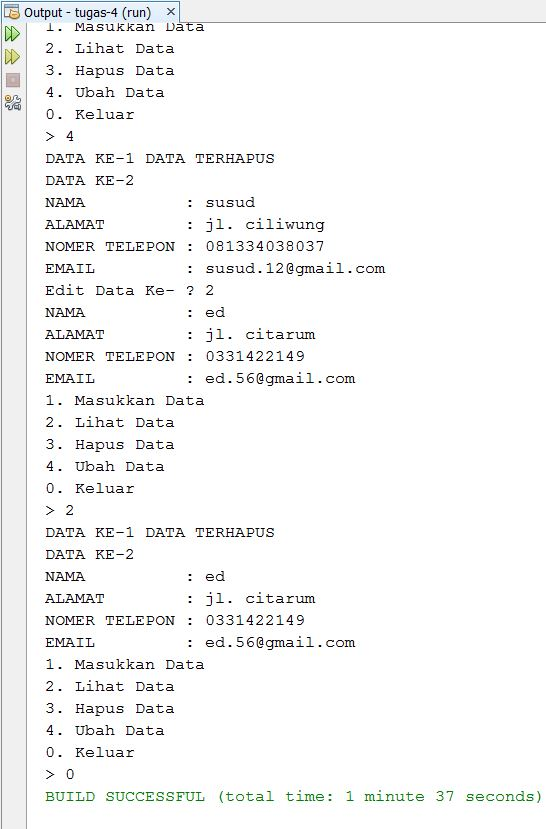 Output - tugas-4 (run)
1. Masukkan Data
2. Lihat Data
3. Hapus Data
4. Ubah Data
0. Keluar
> 4
DATA KE-1 DATA TERHAPUS
DATA KE-2
NAMA : susud
ALAMAT : jl. ciliwung
NOMER TELEPON : 081334038037
EMAIL : susud.12@gmail.com
Edit Data Ke- ? 2
NAMA : ed
ALAMAT : jl. citarum
NOMER TELEPON : 0331422149
EMAIL : ed.56@gmail.com
1. Masukkan Data
2. Lihat Data
3. Hapus Data
4. Ubah Data
0. Keluar
> 2
DATA KE-1 DATA TERHAPUS
DATA KE-2
NAMA : ed
ALAMAT : jl. citarum
NOMER TELEPON : 0331422149
EMAIL : ed.56@gmail.com
1. Masukkan Data
2. Lihat Data
3. Hapus Data
4. Ubah Data
0. Keluar
> 0
BUILD SUCCESSFUL (total time: 1 minute 37 seconds)